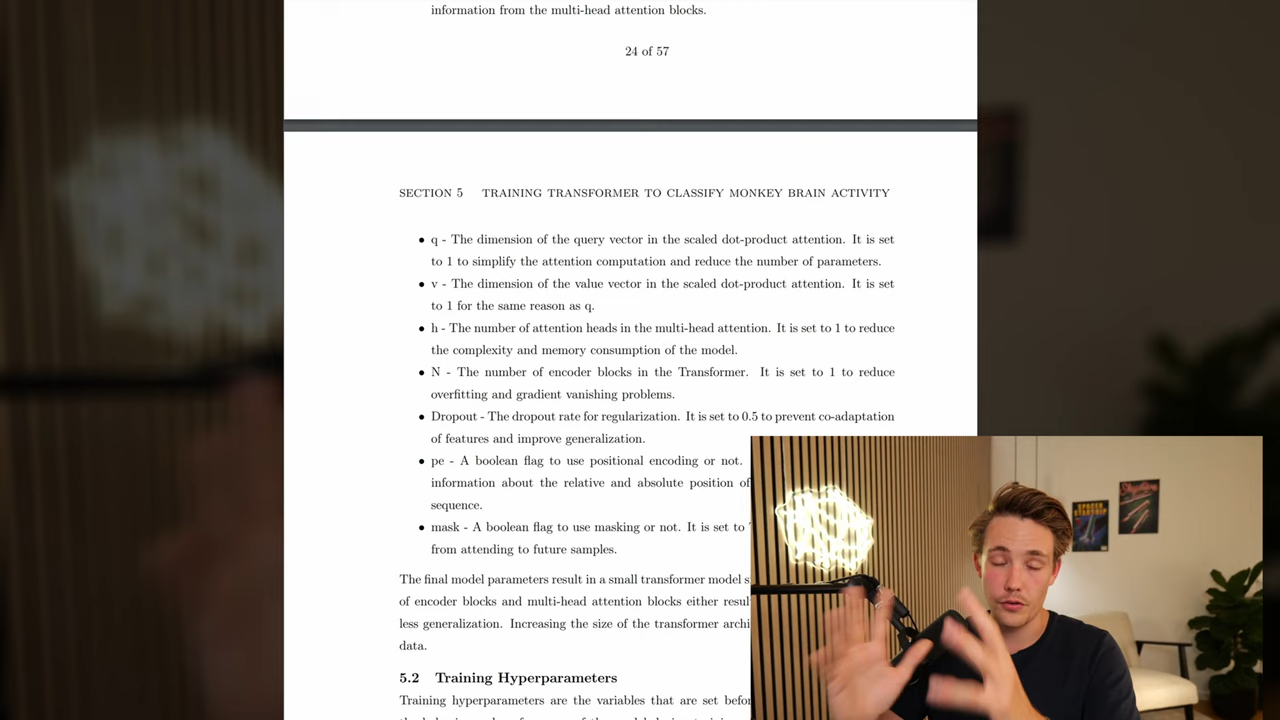 information from the multi-head attention blocks.
24 of 57
SECTION 5 TRAINING TRANSFORMER TO CLASSIFY MONKEY BRAIN ACTIVITY
• q - The dimension of the query vector in the scaled dot-product attention. It is set
to 1 to simplify the attention computation and reduce the number of parameters.
• v - The dimension of the value vector in the scaled dot-product attention. It is set
to 1 for the same reason as q.
• h - The number of attention heads in the multi-head attention. It is set to 1 to reduce
the complexity and memory consumption of the model.
• N - The number of encoder blocks in the Transformer. It is set to 1 to reduce
overfitting and gradient vanishing problems.
• Dropout - The dropout rate for regularization. It is set to 0.5 to prevent co-adaptation
of features and improve generalization.
• pe - A boolean flag to use positional encoding or not.
information about the relative and absolute position of
sequence.
• mask - A boolean flag to use masking or not. It is set to
from attending to future samples.
The final model parameters result in a small transformer model
of encoder blocks and multi-head attention blocks either
less generalization. Increasing the size of the transformer
data.
5.2 Training Hyperparameters
Training hyperparameters are the variables that are set